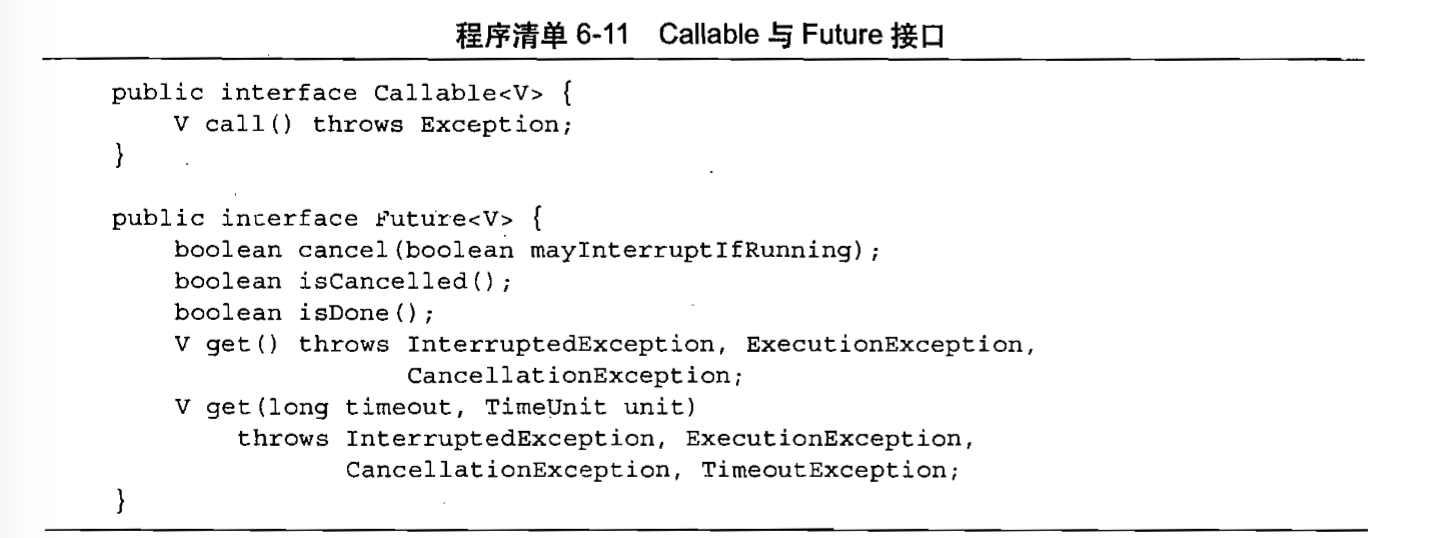 程序清单 6-11 Callable 与 Future 接口
public interface Callable<V> {
    V call() throws Exception;
}
public interface Future<V> {
    boolean cancel(boolean mayInterruptIfRunning);
    boolean isCancelled();
    boolean isDone();
    V get() throws InterruptedException, ExecutionException,
                   CancellationException;
    V get(long timeout, TimeUnit unit)
        throws InterruptedException, ExecutionException,
               CancellationException, TimeoutException;
}